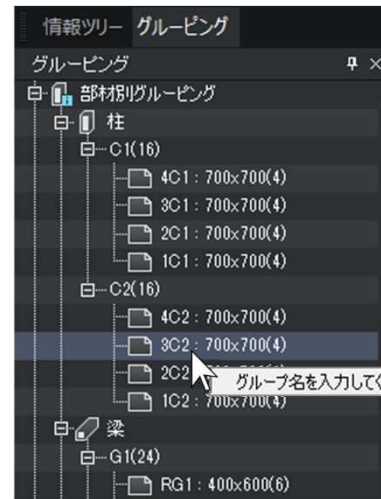 情報ツリー グルーピング
グルーピング
部材別グルーピング
柱
C1(16)
4C1 : 700x700(4)
3C1 : 700x700(4)
2C1 : 700x700(4)
1C1 : 700x700(4)
C2(16)
4C2 : 700x700(4)
3C2 : 700x700(4)
2C2
グループ名を入力して
1C2 : 700x700(4)
梁
G1(24)
RG1 : 400x600(6)